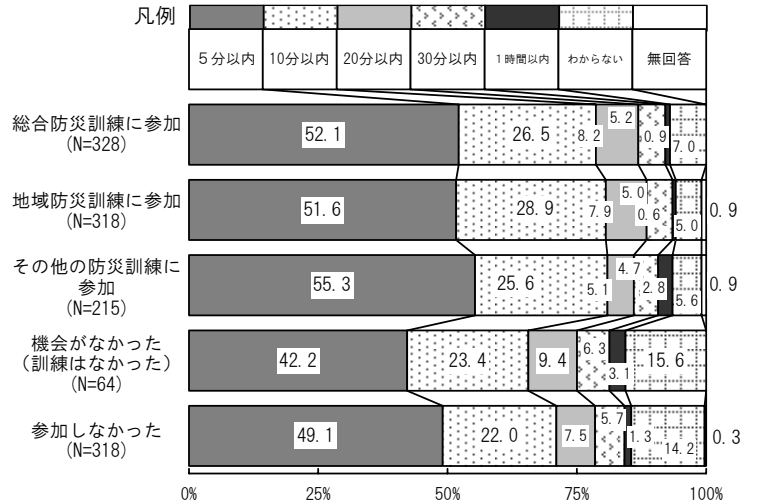 凡例
5分以内 10分以内 20分以内 30分以内 1時間以内 わからない 無回答
総合防災訓練に参加
(N=328)
52.1 26.5 8.2 5.2 0.9 7.0
地域防災訓練に参加
(N=318)
51.6 28.9 7.9 5.0 0.6 5.0 0.9
その他の防災訓練に
参加
(N=215)
55.3 25.6 5.1 4.7 2.8 5.6 0.9
機会がなかった
(訓練はなかった)
(N=64)
42.2 23.4 9.4 6.3 3.1 15.6
参加しなかった
(N=318)
49.1 22.0 7.5 5.7 1.3 14.2 0.3
0% 25% 50% 75% 100%